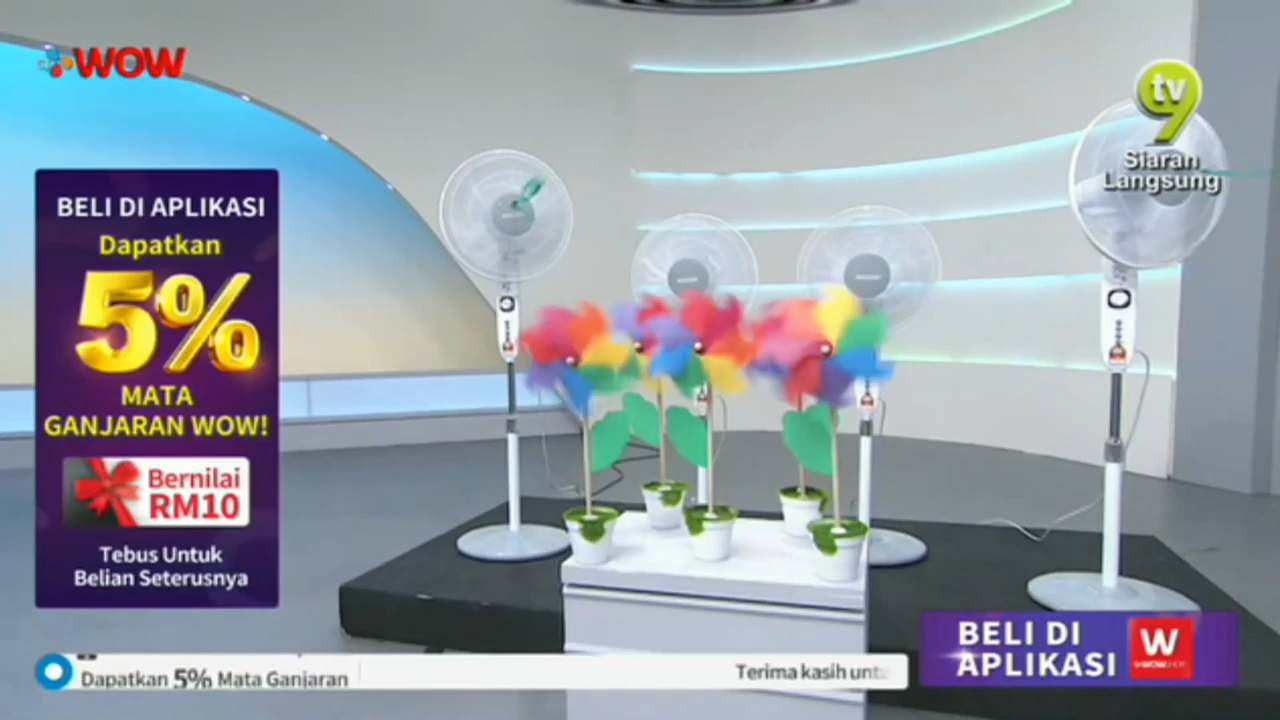 WOW
tv9
Siaran
Langsung
BELI DI APLIKASI
Dapatkan
5%
MATA
GANJARAN WOW!
Bernilai
RM10
Tebus Untuk
Belian Seterusnya
BELI DI
APLIKASI
W
Dapatkan 5% Mata Ganjaran
Terima kasih